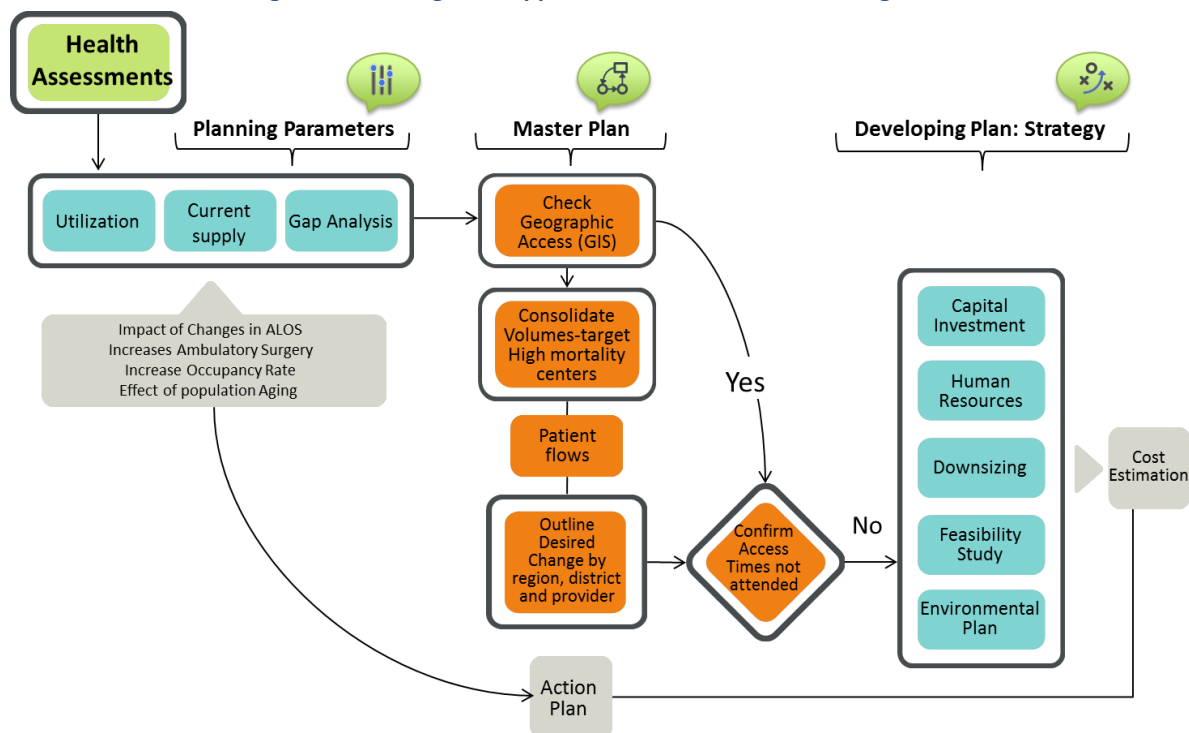 Health
Assessments
Planning Parameters
Master Plan
Developing Plan: Strategy
Utilization
Current
supply
Gap Analysis
Check
Geographic
Access (GIS)
Impact of Changes in ALOS
Increases Ambulatory Surgery
Increase Occupancy Rate
Effect of population Aging
Consolidate
Volumes-target
High mortality
centers
Patient
flows
Outline
Desired
Change by
region, district
and provider
Yes
Confirm
Access
Times not
attended
No
Capital
Investment
Human
Resources
Downsizing
Feasibility
Study
Environmental
Plan
Cost
Estimation
Action
Plan